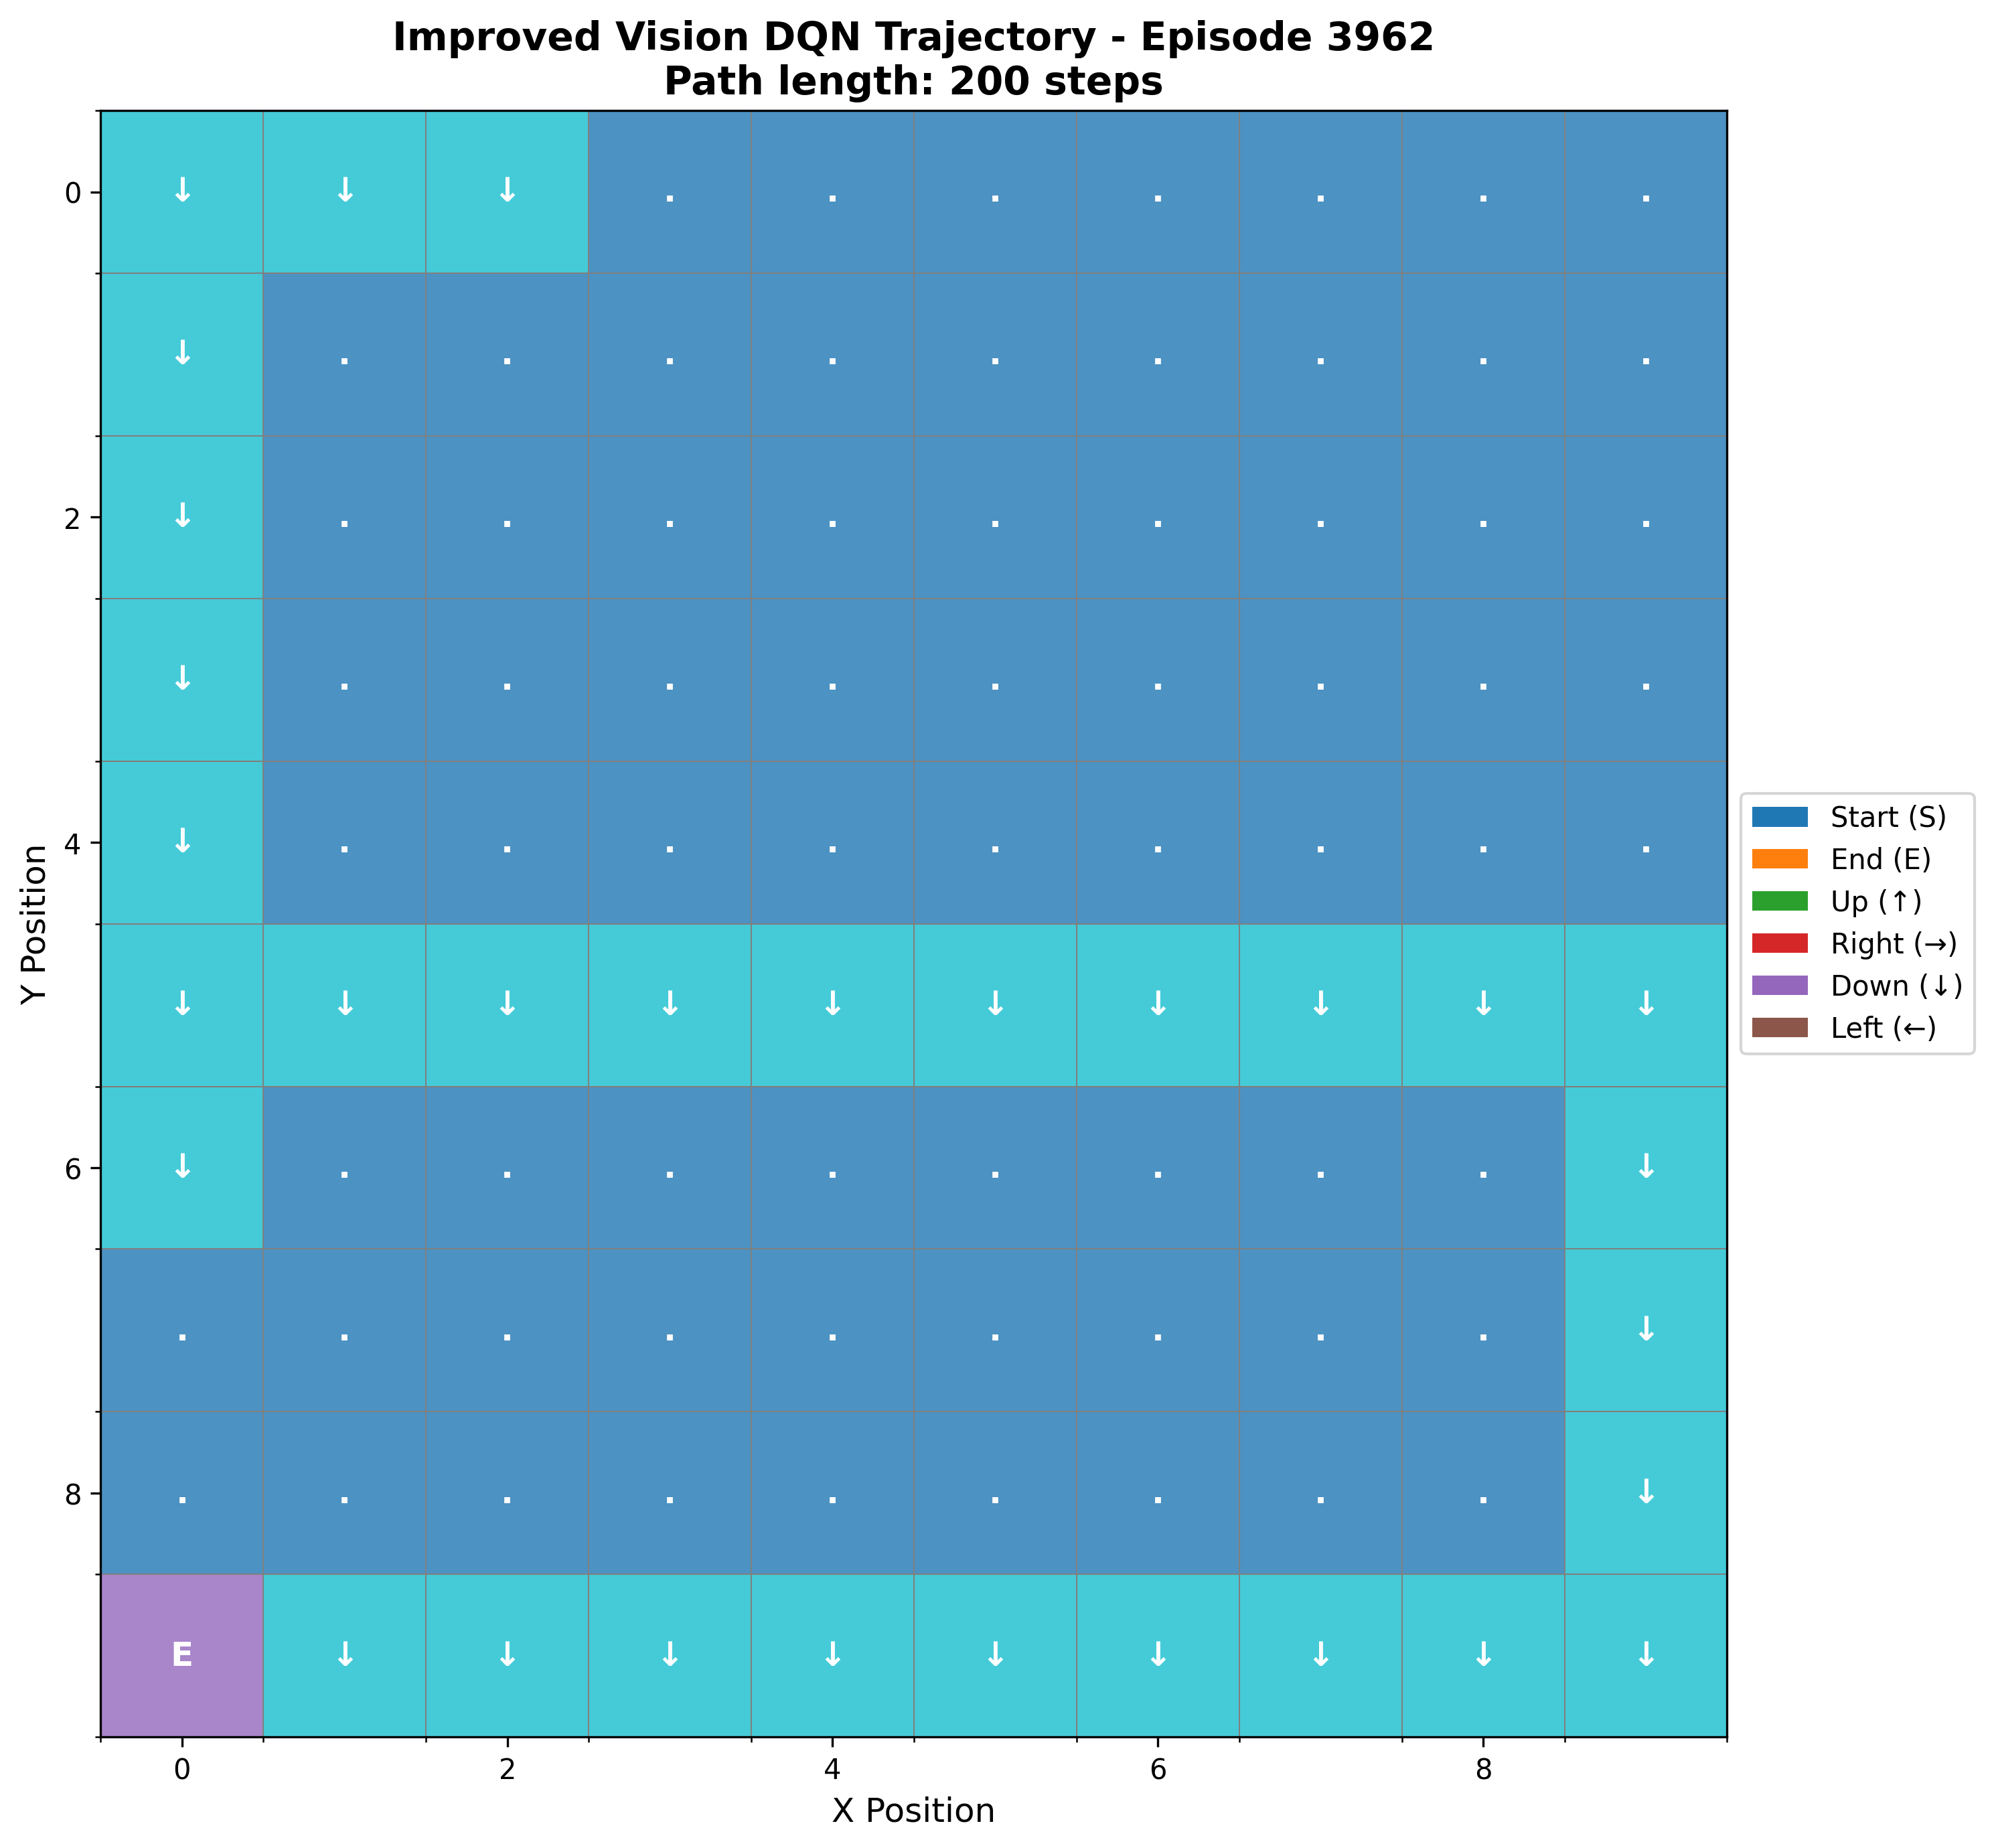 Improved Vision DQN Trajectory - Episode 3962
Path length: 200 steps
0 ↓ ↓ ↓ . . . . . . .
↓ . . . . . . . . .
2 ↓ . . . . . . . . .
↓ . . . . . . . . .
4 ↓ . . . . . . . . .
↓ ↓ ↓ ↓ ↓ ↓ ↓ ↓ ↓ ↓
6 ↓ . . . . . . . . ↓
. . . . . . . . . ↓
8 . . . . . . . . . ↓
E ↓ ↓ ↓ ↓ ↓ ↓ ↓ ↓ ↓
0 2 4 6 8
X Position
Y Position
Start (S)
End (E)
Up (↑)
Right (→)
Down (↓)
Left (←)